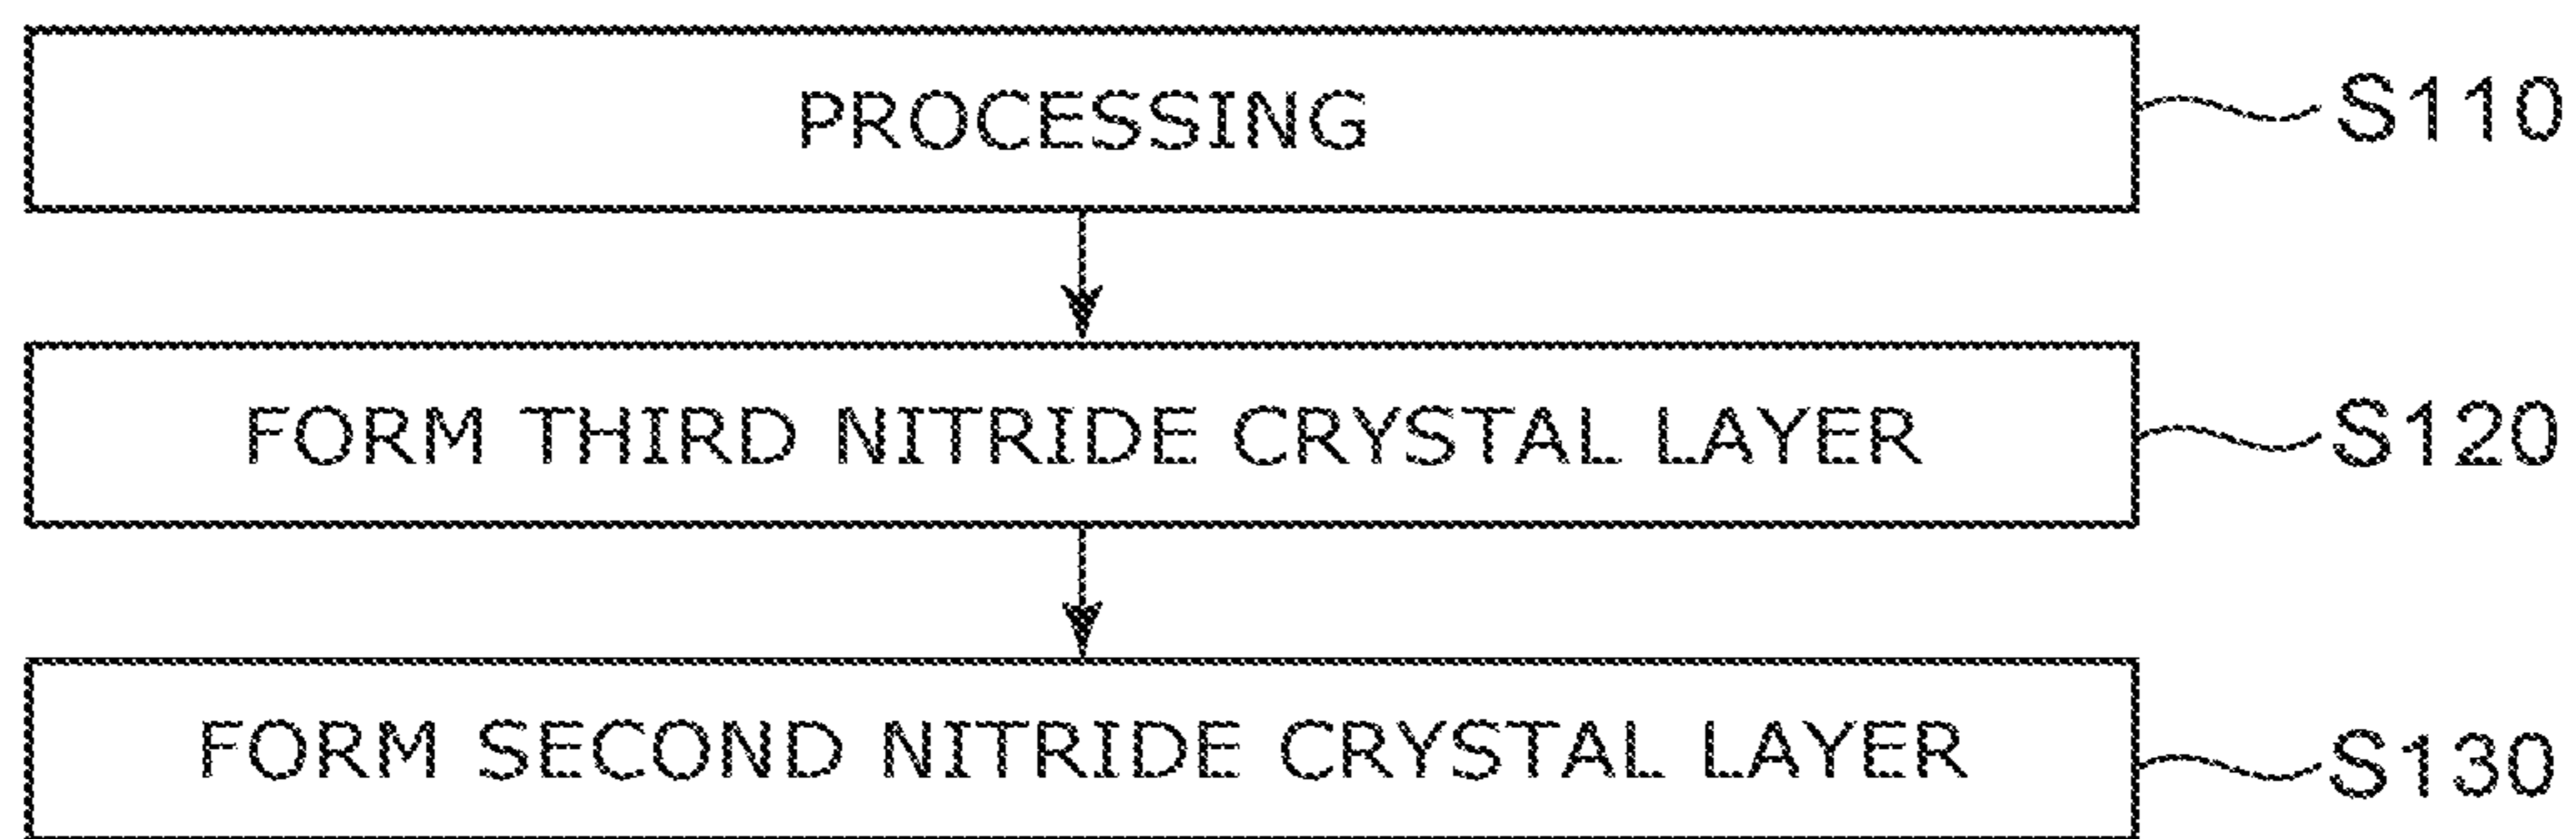 PROCESSING S110
FORM THIRD NITRIDE CRYSTAL LAYER S120
FORM SECOND NITRIDE CRYSTAL LAYER S130